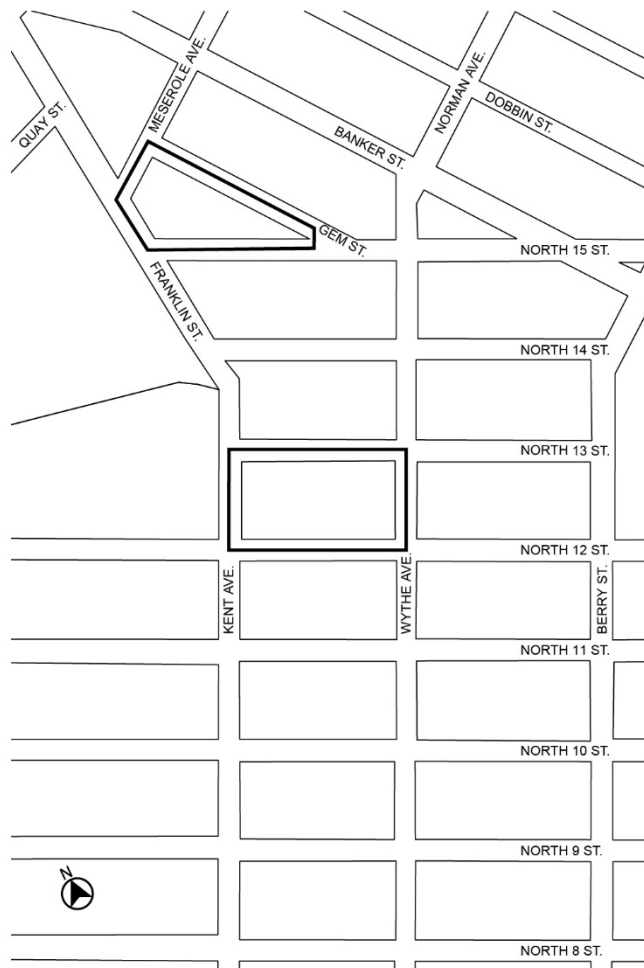 QUAY ST.
MESEROLE AVE.
NORMAN AVE.
DOBBIN ST.
BANKER ST.
GEM ST.
NORTH 15 ST.
FRANKLIN ST.
NORTH 14 ST.
NORTH 13 ST.
NORTH 12 ST.
KENT AVE.
WYTHE AVE.
BERRY ST.
NORTH 11 ST.
NORTH 10 ST.
NORTH 9 ST.
N
NORTH 8 ST.